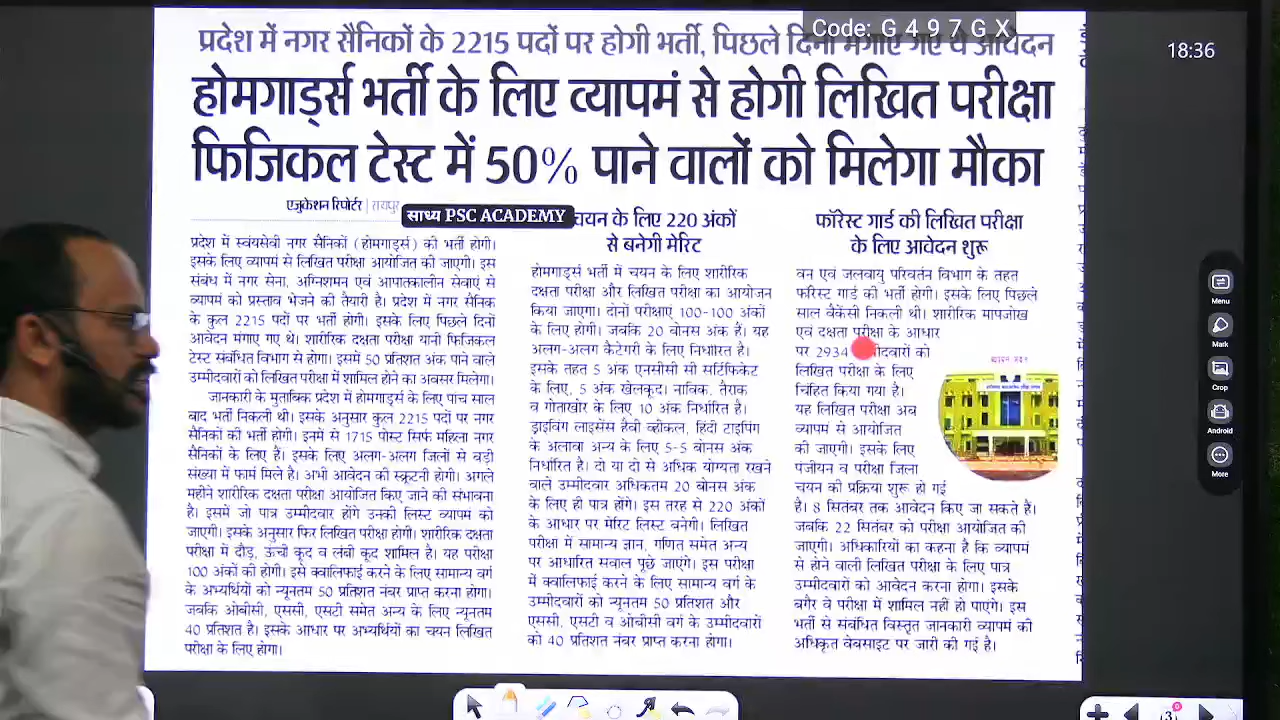 Code: G 4 9 7 G X
18:36
प्रदेश में नगर सैनिकों के 2215 पदों पर होगी भर्ती, पिछले दिनों मंगाए गए थे आवेदन
होमगार्ड्स भर्ती के लिए व्यापमं से होगी लिखित परीक्षा
फिजिकल टेस्ट में 50% पाने वालों को मिलेगा मौका
एजुकेशन रिपोर्टर | रायपुर
साध्य PSC ACADEMY
प्रदेश में स्वयंसेवी नगर सैनिकों (होमगार्ड्स) की भर्ती होगी।
इसके लिए व्यापमं से लिखित परीक्षा आयोजित की जाएगी। इस
संबंध में नगर सेना, अग्निशमन एवं आपातकालीन सेवाएं से
व्यापमं को प्रस्ताव भेजने की तैयारी है। प्रदेश में नगर सैनिक
के कुल 2215 पदों पर भर्ती होगी। इसके लिए पिछले दिनों
आवेदन मंगाए गए थे। शारीरिक दक्षता परीक्षा यानी फिजिकल
टेस्ट संबंधित विभाग से होगा। इसमें 50 प्रतिशत अंक पाने वाले
उम्मीदवारों को लिखित परीक्षा में शामिल होने का अवसर मिलेगा।
जानकारी के मुताबिक प्रदेश में होमगार्ड्स के लिए पांच साल
बाद भर्ती निकली थी। इसके अनुसार कुल 2215 पदों पर नगर
सैनिकों की भर्ती होगी। इनमें से 1715 पोस्ट सिर्फ महिला नगर
सैनिकों के लिए हैं। इसके लिए अलग-अलग जिलों से बड़ी
संख्या में फार्म मिले है। अभी आवेदन की स्क्रूटनी होगी। अगले
महीने शारीरिक दक्षता परीक्षा आयोजित किए जाने की संभावना
है। इसमें जो पात्र उम्मीदवार होंगे उनकी लिस्ट व्यापमं को
जाएगी। इसके अनुसार फिर लिखित परीक्षा होगी। शारीरिक दक्षता
परीक्षा में दौड़, ऊंची कूद व लंबी कूद शामिल है। यह परीक्षा
100 अंकों की होगी। इसे क्वालिफाई करने के लिए सामान्य वर्ग
के अभ्यर्थियों को न्यूनतम 50 प्रतिशत नंबर प्राप्त करना होगा।
जबकि ओबीसी, एससी, एसटी समेत अन्य के लिए न्यूनतम
40 प्रतिशत है। इसके आधार पर अभ्यर्थियों का चयन लिखित
परीक्षा के लिए होगा।
चयन के लिए 220 अंकों
से बनेगी मेरिट
होमगार्ड्स भर्ती में चयन के लिए शारीरिक
दक्षता परीक्षा और लिखित परीक्षा का आयोजन
किया जाएगा। दोनों परीक्षाएं 100-100 अंकों
के लिए होगी। जबकि 20 बोनस अंक है। यह
अलग-अलग कैटेगरी के लिए निर्धारित है।
इसके तहत 5 अंक एनसीसी सी सर्टिफिकेट
के लिए, 5 अंक खेलकूद। नाविक, तैराक
व गोताखोर के लिए 10 अंक निर्धारित है।
ड्राइविंग लाइसेंस हैवी व्हीकल, हिंदी टाइपिंग
के अलावा अन्य के लिए 5-5 बोनस अंक
निर्धारित है। दो या दो से अधिक योग्यता रखने
वाले उम्मीदवार अधिकतम 20 बोनस अंक
के लिए ही पात्र होंगे। इस तरह से 220 अंकों
के आधार पर मेरिट लिस्ट बनेगी। लिखित
परीक्षा में सामान्य ज्ञान, गणित समेत अन्य
पर आधारित सवाल पूछे जाएंगे। इस परीक्षा
में क्वालिफाई करने के लिए सामान्य वर्ग के
उम्मीदवारों को न्यूनतम 50 प्रतिशत और
एससी, एसटी व ओबीसी वर्ग के उम्मीदवारों
को 40 प्रतिशत नंबर प्राप्त करना होगा।
फॉरेस्ट गार्ड की लिखित परीक्षा
के लिए आवेदन शुरू
वन एवं जलवायु परिवर्तन विभाग के तहत
फॉरेस्ट गार्ड की भर्ती होगी। इसके लिए पिछले
साल वैकेंसी निकली थी। शारीरिक मापजोख
एवं दक्षता परीक्षा के आधार
पर 2934 को
लिखित परीक्षा के लिए
चिंहित किया गया है।
यह लिखित परीक्षा अब
व्यापमं से आयोजित
की जाएगी। इसके लिए
पंजीयन व परीक्षा जिला
चयन की प्रक्रिया शुरू हो गई
है। 8 सितंबर तक आवेदन किए जा सकते हैं।
जबकि 22 सितंबर को परीक्षा आयोजित की
जाएगी। अधिकारियों का कहना है कि व्यापमं
से होने वाली लिखित परीक्षा के लिए पात्र
उम्मीदवारों को आवेदन करना होगा। इसके
बगैर वे परीक्षा में शामिल नहीं हो पाएंगे। इस
भर्ती से संबंधित विस्तृत जानकारी व्यापमं की
अधिकृत वेबसाइट पर जारी की गई है।
Menu
Mark
Crop
Android
More
3
0